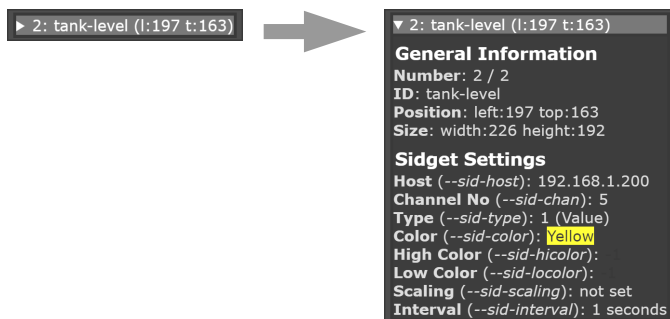 ▶ 2: tank-level (l:197 t:163)
▼ 2: tank-level (l:197 t:163)
General Information
Number: 2 / 2
ID: tank-level
Position: left:197 top:163
Size: width:226 height:192
Sidget Settings
Host (--sid-host): 192.168.1.200
Channel No (--sid-chan): 5
Type (--sid-type): 1 (Value)
Color (--sid-color): Yellow
High Color (--sid-hicolor): -1
Low Color (--sid-locolor): -1
Scaling (--sid-scaling): not set
Interval (--sid-interval): 1 seconds